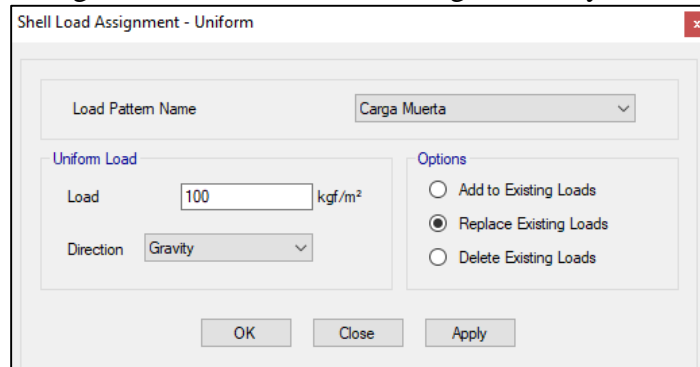 Shell Load Assignment - Uniform
x
Load Pattern Name
Carga Muerta
Uniform Load
Load
100
kgf/m²
Direction
Gravity
Options
Add to Existing Loads
Replace Existing Loads
Delete Existing Loads
OK
Close
Apply